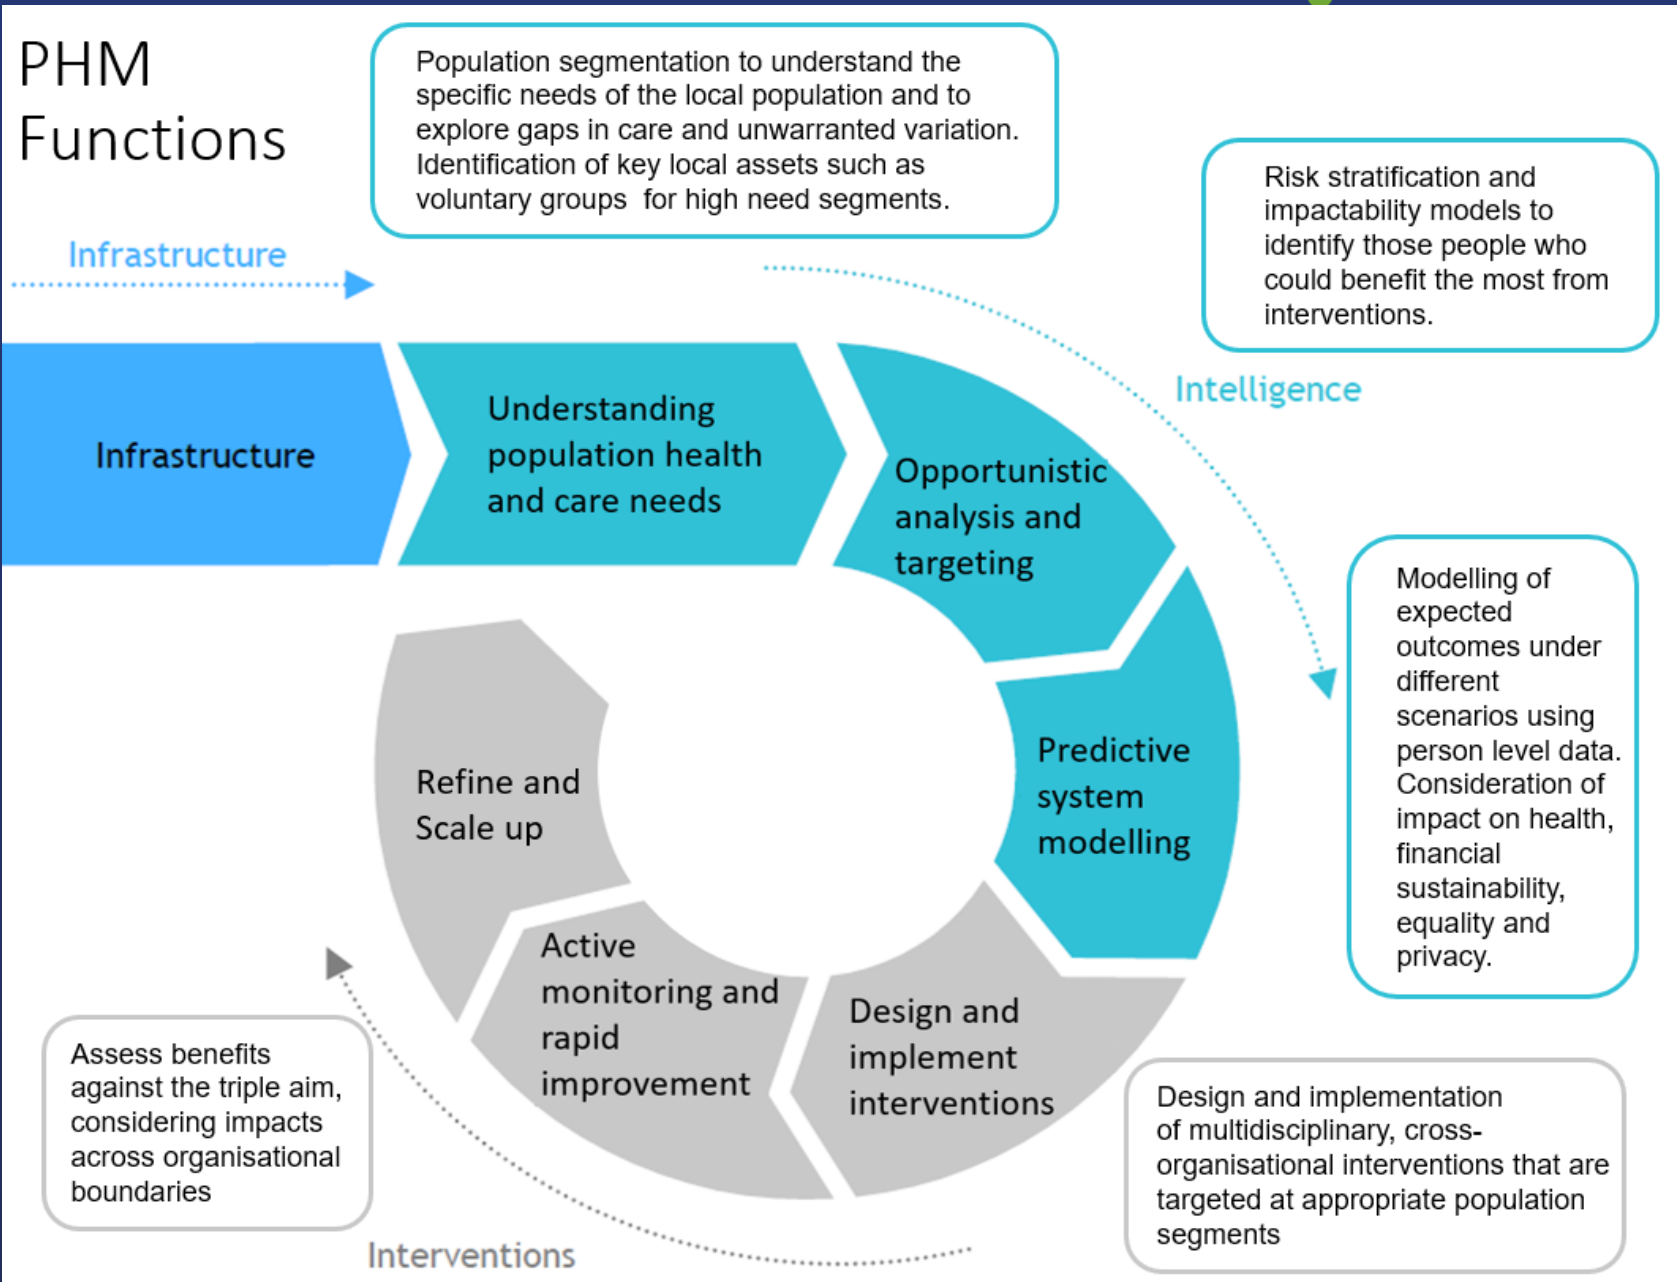 PHM
Functions
Population segmentation to understand the
specific needs of the local population and to
explore gaps in care and unwarranted variation.
Identification of key local assets such as
voluntary groups  for high need segments.
Risk stratification and
impactability models to
identify those people who
could benefit the most from
interventions.
Infrastructure
Intelligence
Infrastructure
Understanding
population health
and care needs
Opportunistic
analysis and
targeting
Modelling of
expected
outcomes under
different
scenarios using
person level data.
Consideration of
impact on health,
financial
sustainability,
equality and
privacy.
Predictive
system
modelling
Refine and
Scale up
Active
monitoring and
rapid
improvement
Design and
implement
interventions
Assess benefits
against the triple aim,
considering impacts
across organisational
boundaries
Design and implementation
of multidisciplinary, cross-
organisational interventions that are
targeted at appropriate population
segments
Interventions